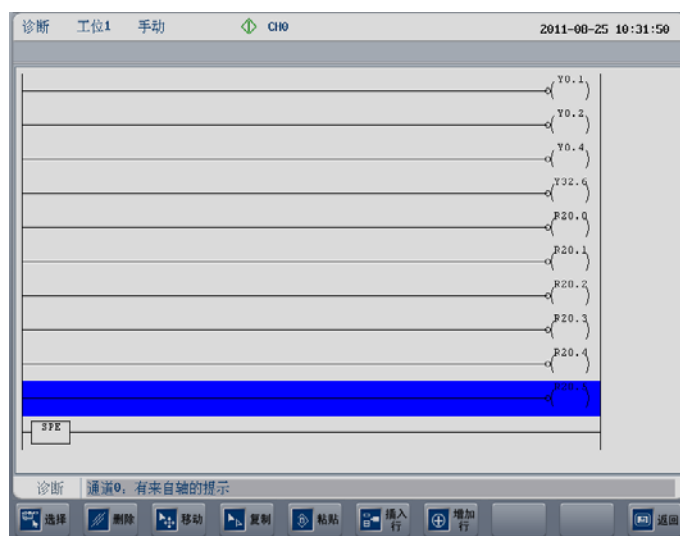 诊断 工位1 手动 CH0 2011-08-25 10:31:50
Y0.1
Y0.2
Y0.4
Y32.6
R20.0
R20.1
R20.2
R20.3
R20.4
SPE
诊断 通道0，有来自轴的提示
选择 删除 移动 复制 粘贴 插入行 增加行 返回